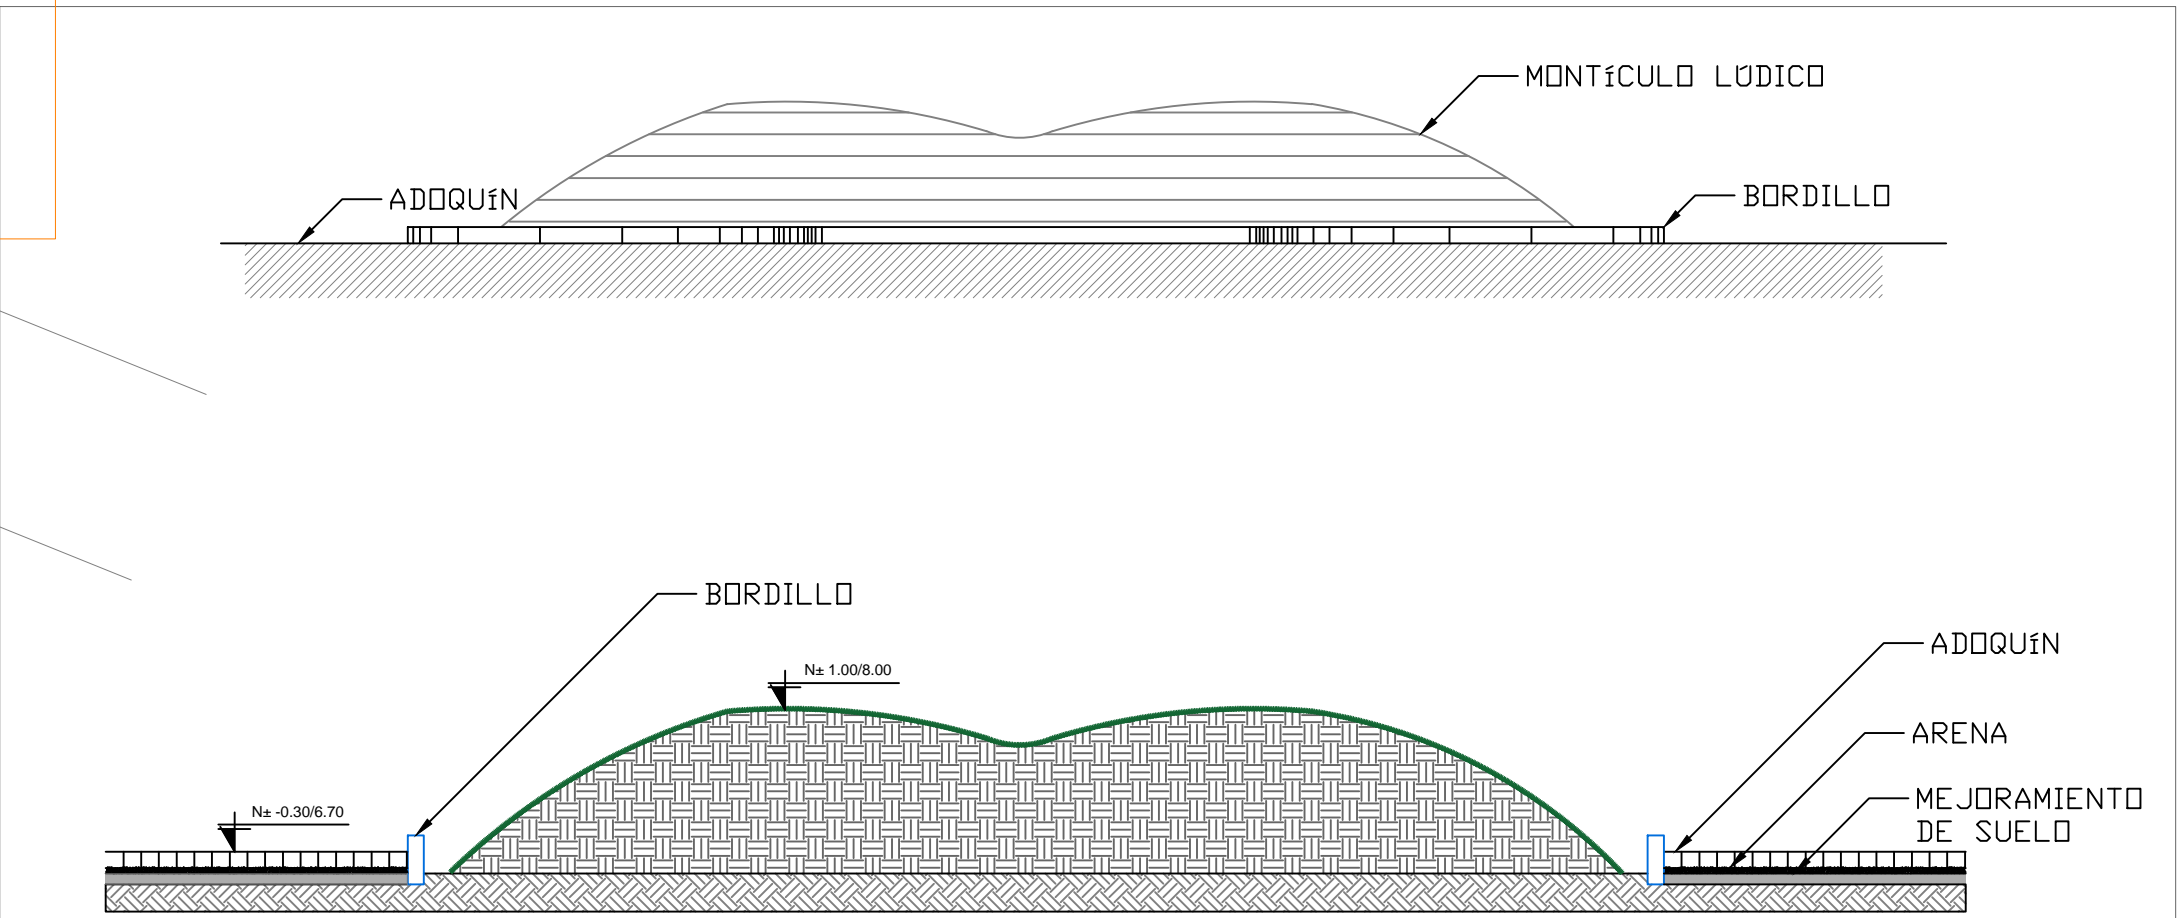 MONTíCULO LÚDICO
ADOQUíN
BORDILLO
BORDILLO
ADOQUíN
N± 1.00/8.00
ARENA
MEJORAMIENTO
DE SUELO
N± -0.30/6.70